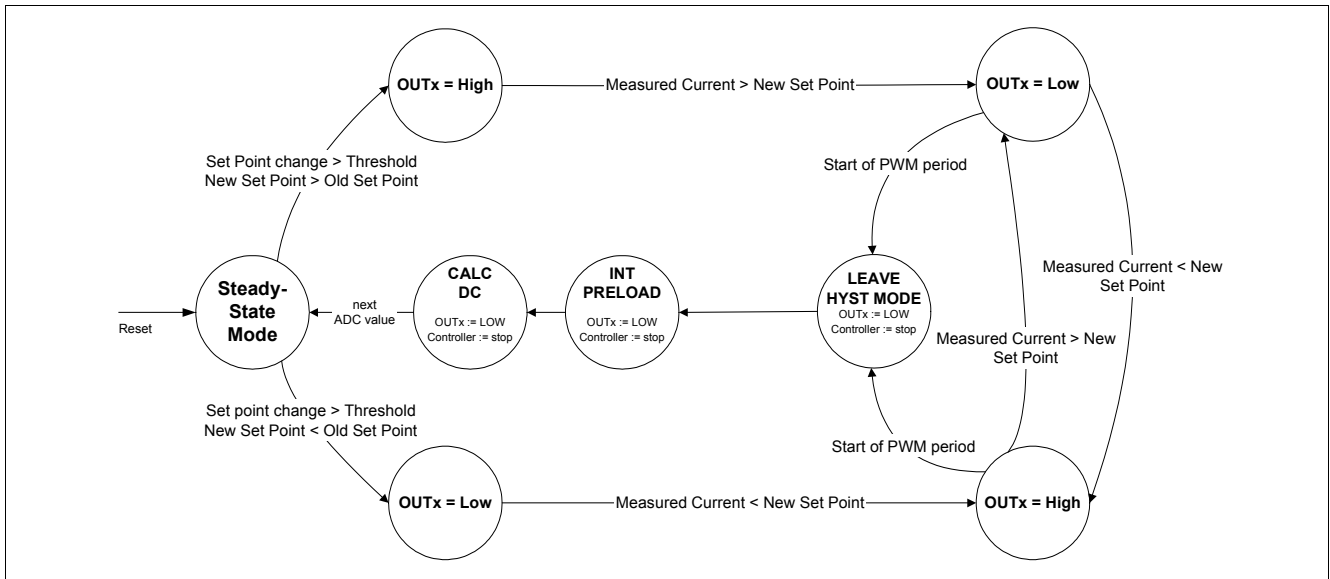 OUTx = High
Measured Current > New Set Point
OUTx = Low
Set Point change > Threshold
New Set Point > Old Set Point
Start of PWM period
Reset
Steady-
State
Mode
next
ADC value
CALC
DC
OUTx := LOW
Controller := stop
INT
PRELOAD
OUTx := LOW
Controller := stop
LEAVE
HYST MODE
OUTx := LOW
Controller := stop
Measured Current < New
Set Point
Measured Current > New
Set Point
Set point change > Threshold
New Set Point < Old Set Point
Start of PWM period
OUTx = Low
Measured Current < New Set Point
OUTx = High